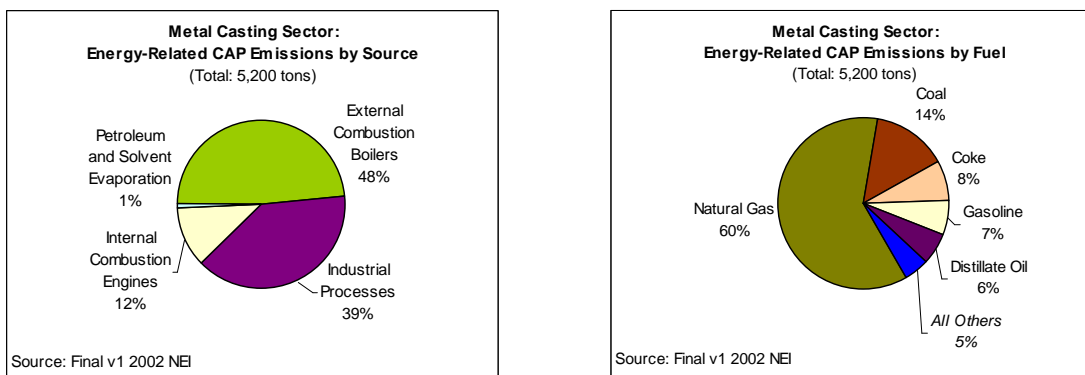 Metal Casting Sector:
Energy-Related CAP Emissions by Source
(Total: 5,200 tons)
External
Combustion
Boilers
48%
Industrial
Processes
39%
Internal
Combustion
Engines
12%
Petroleum
and Solvent
Evaporation
1%
Source: Final v1 2002 NEI
Metal Casting Sector:
Energy-Related CAP Emissions by Fuel
(Total: 5,200 tons)
Coal
14%
Coke
8%
Gasoline
7%
Distillate Oil
6%
All Others
5%
Natural Gas
60%
Source: Final v1 2002 NEI